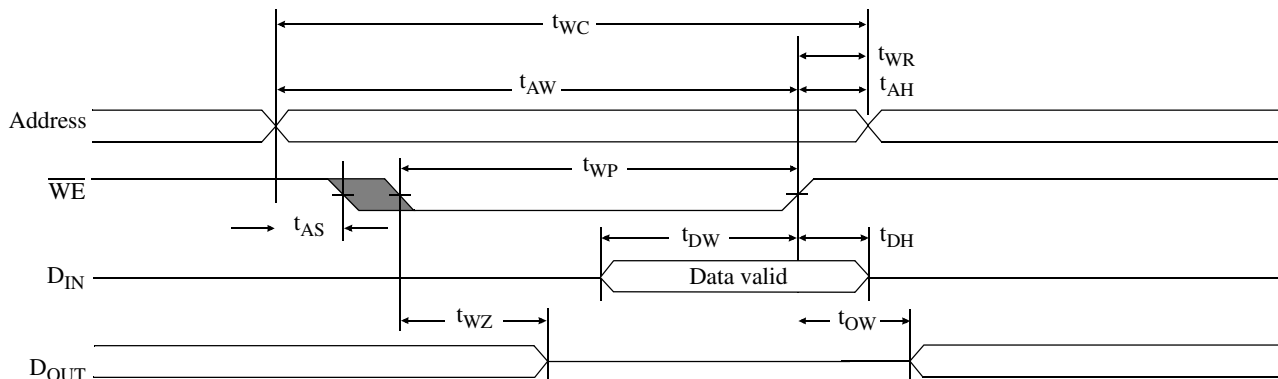 tWC
tWR
tAW
tAH
Address
WE
tWP
tAS
tDW
tDH
DIN
Data valid
tWZ
tOW
DOUT